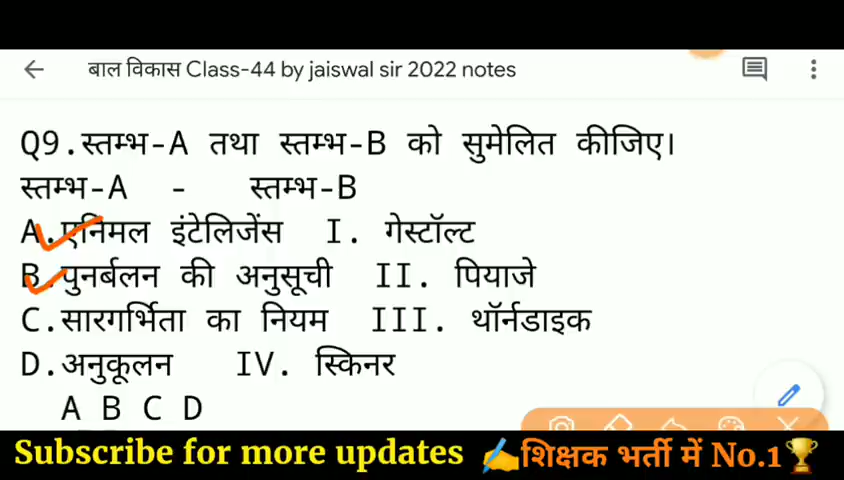 बाल विकास Class-44 by jaiswal sir 2022 notes
Q9.स्तम्भ-A तथा स्तम्भ-B को सुमेलित कीजिए।
स्तम्भ-A - स्तम्भ-B
A.एनिमल इंटेलिजेंस I. गेस्टॉल्ट
B.पुनर्बलन की अनुसूची II. पियाजे
C.सारगर्भिता का नियम III. थॉर्नडाइक
D.अनुकूलन IV. स्किनर
A B C D
Subscribe for more updates ✍️शिक्षक भर्ती में No.1🏆